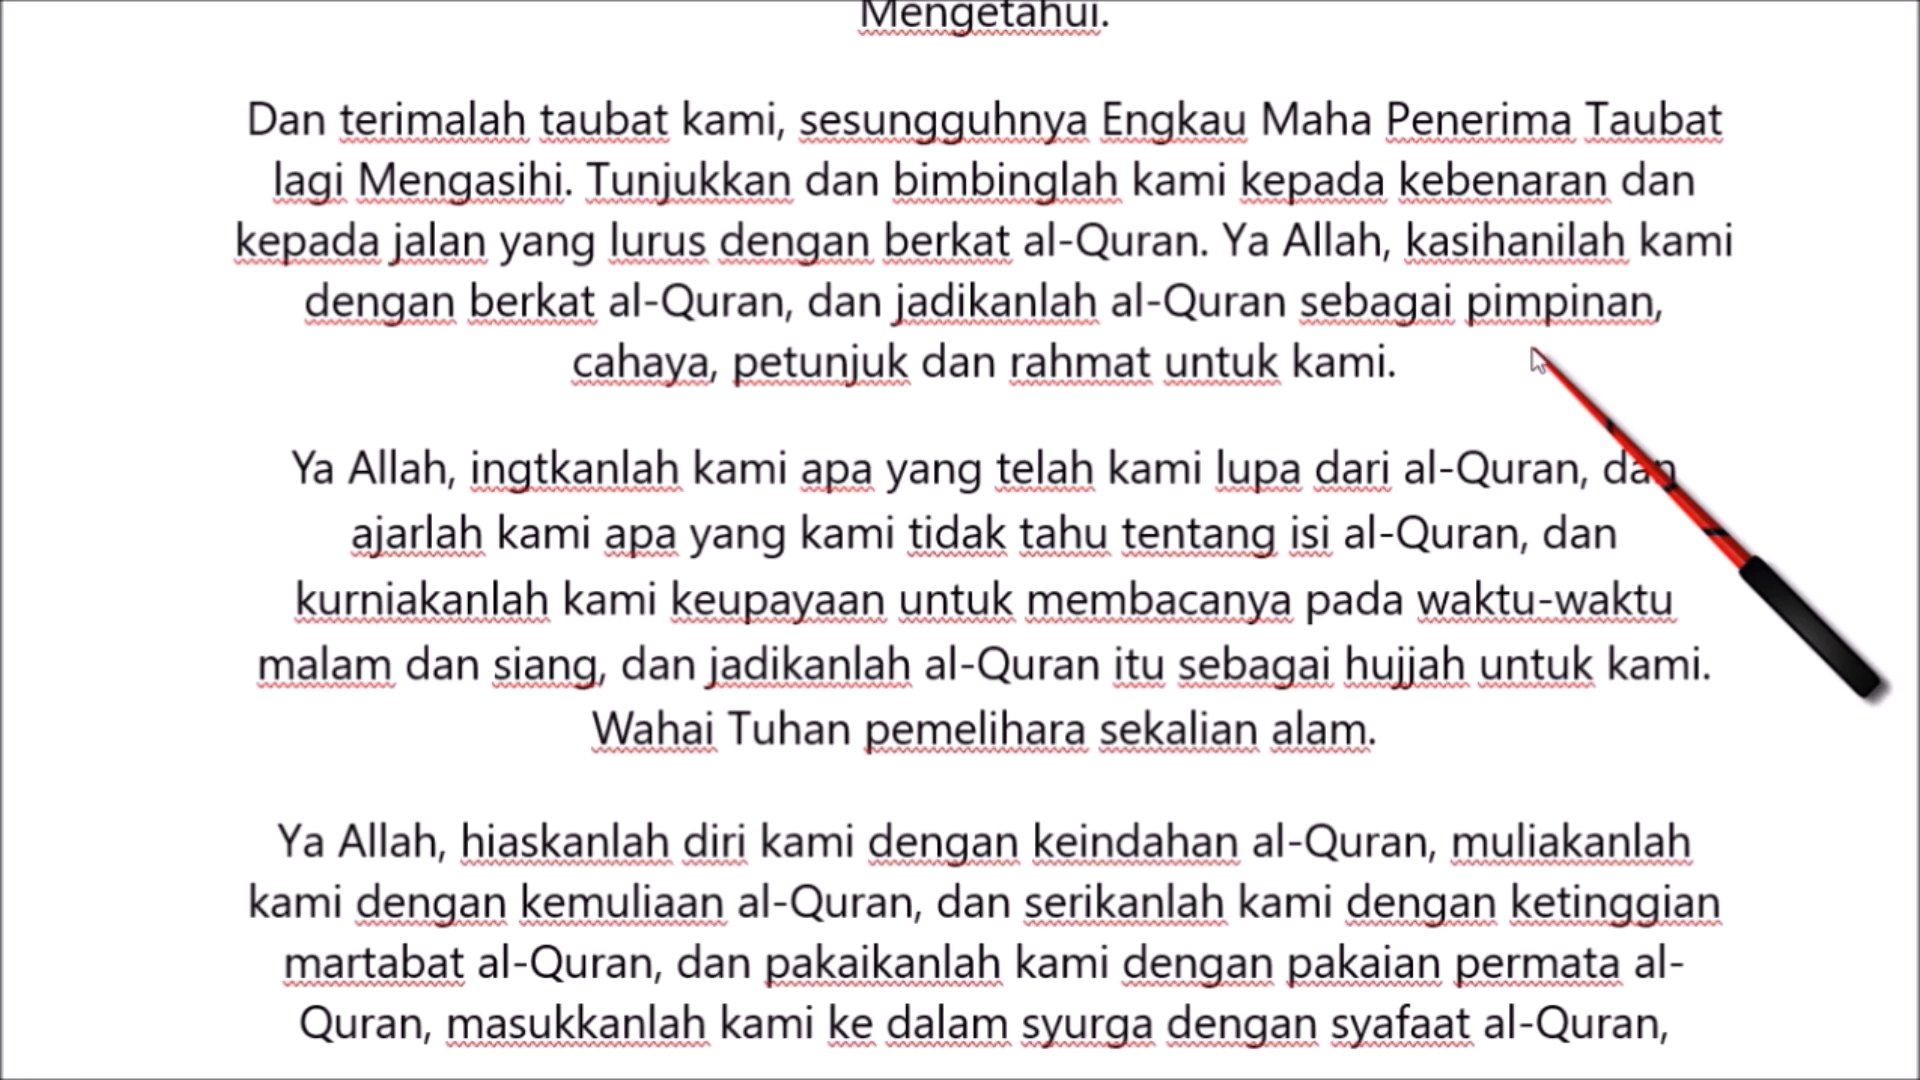 Mengetahui.
Dan terimalah taubat kami, sesungguhnya Engkau Maha Penerima Taubat
lagi Mengasihi. Tunjukkan dan bimbinglah kami kepada kebenaran dan
kepada jalan yang lurus dengan berkat al-Quran. Ya Allah, kasihanilah kami
dengan berkat al-Quran, dan jadikanlah al-Quran sebagai pimpinan,
cahaya, petunjuk dan rahmat untuk kami.
Ya Allah, ingtkanlah kami apa yang telah kami lupa dari al-Quran, dan
ajarlah kami apa yang kami tidak tahu tentang isi al-Quran, dan
kurniakanlah kami keupayaan untuk membacanya pada waktu-waktu
malam dan siang, dan jadikanlah al-Quran itu sebagai hujjah untuk kami.
Wahai Tuhan pemelihara sekalian alam.
Ya Allah, hiaskanlah diri kami dengan keindahan al-Quran, muliakanlah
kami dengan kemuliaan al-Quran, dan serikanlah kami dengan ketinggian
martabat al-Quran, dan pakaikanlah kami dengan pakaian permata al-
Quran, masukkanlah kami ke dalam syurga dengan syafaat al-Quran,